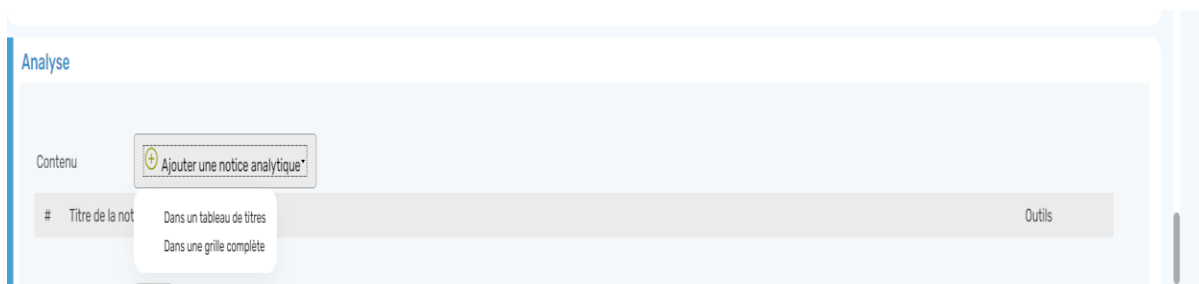 Analyse
Contenu
Ajouter une notice analytique
# Titre de la not
Outils
Dans un tableau de titres
Dans une grille complète